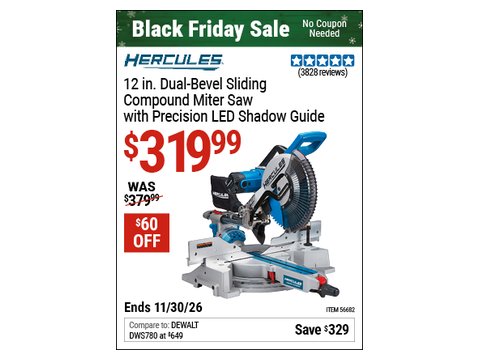 Black Friday Sale
No Coupon
Needed
HERCULES
(3828 reviews)
12 in. Dual-Bevel Sliding
Compound Miter Saw
with Precision LED Shadow Guide
$319.99
WAS
$379.99
$60
OFF
HERCULES
HERCULES
Ends 11/30/26
ITEM 56682
Compare to: DEWALT
DWS780 at $649
Save $329